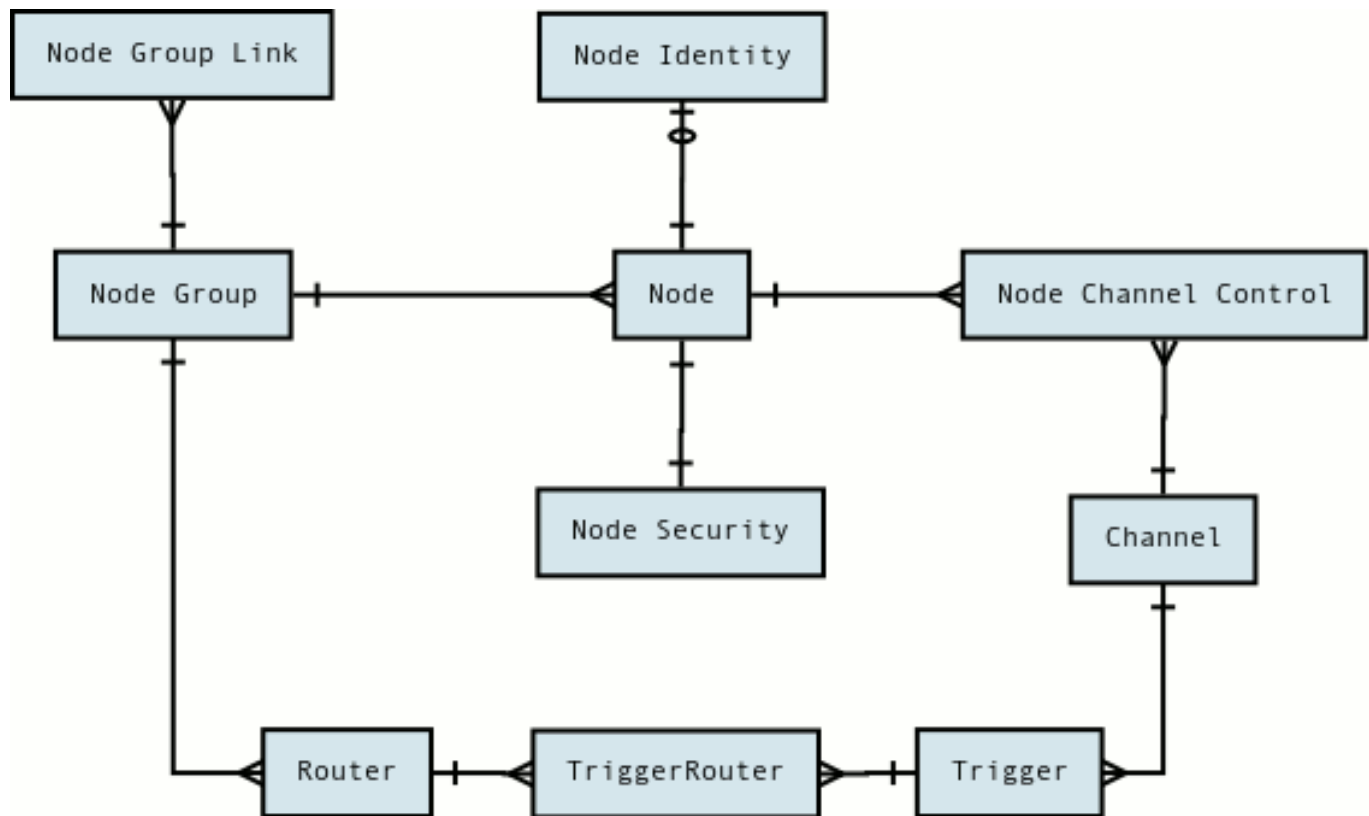 Node Group Link
Node Identity
Node Group
Node
Node Channel Control
Node Security
Channel
Router
TriggerRouter
Trigger